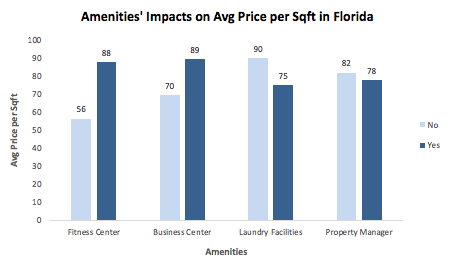 Amenities' Impacts on Avg Price per Sqft in Florida
100
90
80
70
60
50
40
30
20
10
0
Avg Price per Sqft
56
88
70
89
90
75
82
78
Fitness Center
Business Center
Laundry Facilities
Property Manager
Amenities
No
Yes